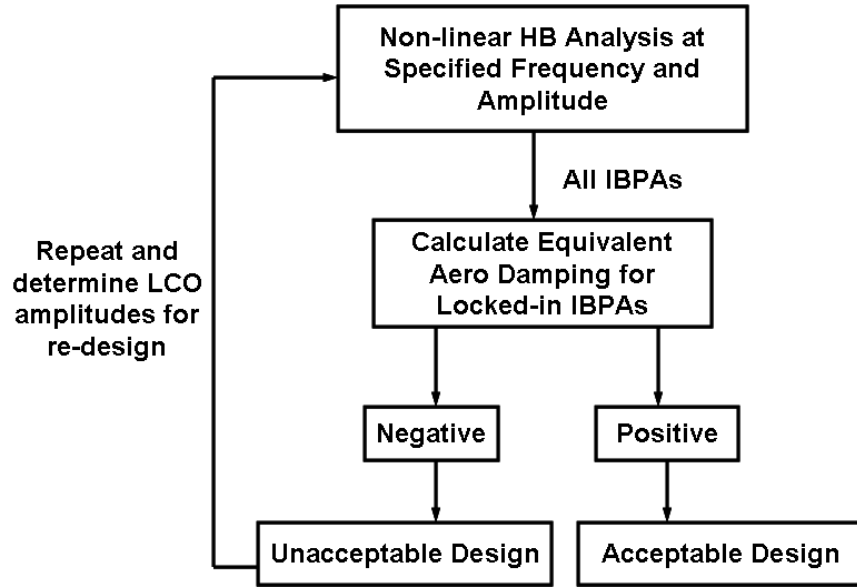 Non-linear HB Analysis at
Specified Frequency and
Amplitude
All IBPAs
Calculate Equivalent
Aero Damping for
Locked-in IBPAs
Repeat and
determine LCO
amplitudes for
re-design
Negative
Positive
Unacceptable Design
Acceptable Design